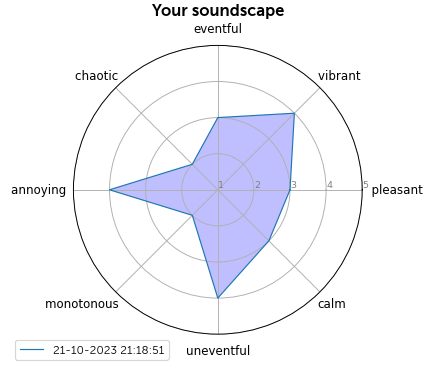 Your soundscape
eventful
chaotic
vibrant
annoying
1 2 3 4 5
pleasant
monotonous
calm
uneventful
21-10-2023 21:18:51